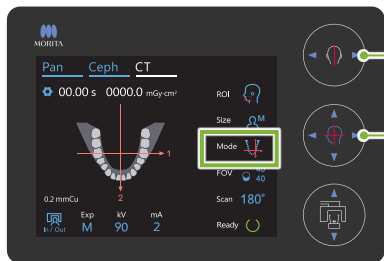 MORITA
Pan Ceph CT
00.00 s 0000.0 mGy·cm²
ROI
Size M
Mode
1
FOV 40
40
2
Scan 180°
0.2 mmCu
Exp kV mA
In / Out M 90 2
Ready